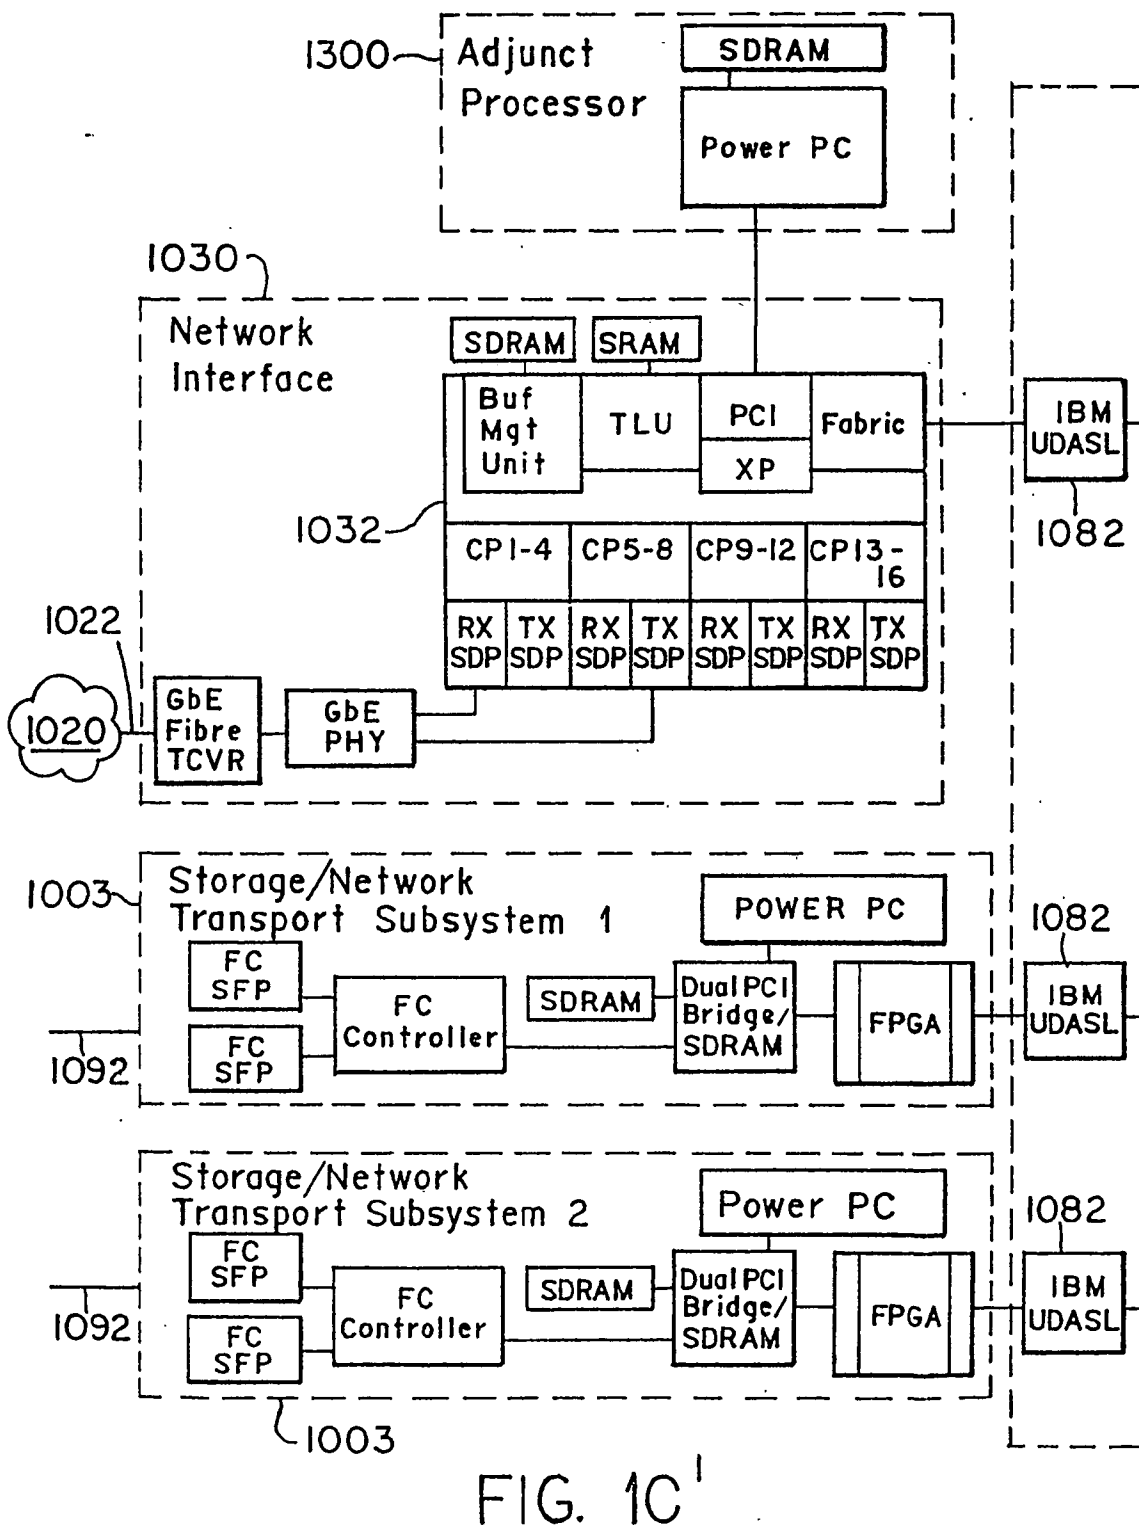 1300
Adjunct
Processor
SDRAM
Power PC
1030
Network
Interface
SDRAM
SRAM
Buf
Mgt
Unit
TLU
PCI
XP
Fabric
IBM
UDASL
1082
1032
CP1-4
CP5-8
CP9-12
CP13-
16
RX
SDP
TX
SDP
RX
SDP
TX
SDP
RX
SDP
TX
SDP
RX
SDP
TX
SDP
1022
1020
GbE
Fibre
TCVR
GbE
PHY
1003
Storage/Network
Transport Subsystem 1
POWER PC
FC
SFP
FC
SFP
FC
Controller
SDRAM
Dual PCI
Bridge/
SDRAM
FPGA
1082
IBM
UDASL
1092
Storage/Network
Transport Subsystem 2
Power PC
FC
SFP
FC
SFP
FC
Controller
SDRAM
Dual PCI
Bridge/
SDRAM
FPGA
1082
IBM
UDASL
1092
1003
FIG. 1C'